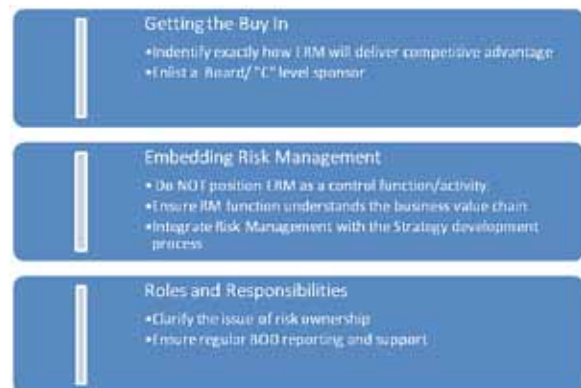 Getting the Buy In
•Indentify exactly how ERM will deliver competitive advantage
•Enlist a Board/ "C" level sponsor
Embedding Risk Management
• Do NOT position ERM as a control function/activity
•Ensure RM function understands the business value chain
•Integrate Risk Management with the Strategy development
process
Roles and Responsibilities
•Clarify the issue of risk ownership
•Ensure regular BOD reporting and support